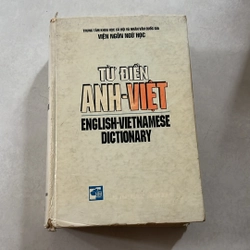 TRUNG TÂM KHOA HỌC XÃ HỘI VÀ NHÂN VĂN QUỐC GIA
VIỆN NGÔN NGỮ HỌC
TỪ ĐIỂN
ANH-VIỆT
ENGLISH-VIETNAMESE
DICTIONARY